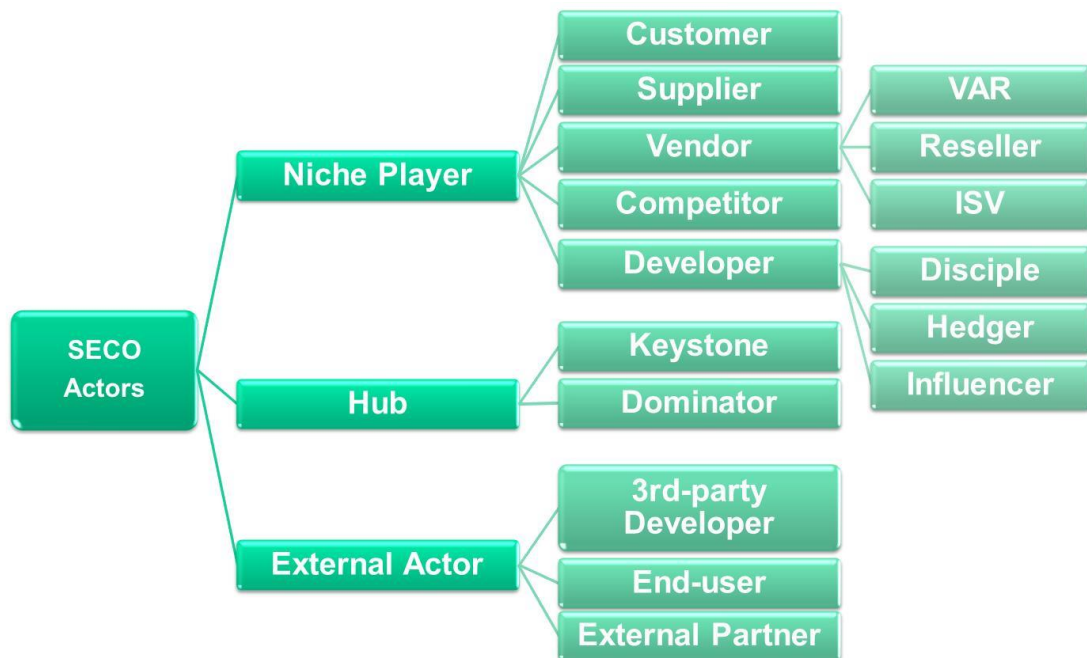 SECO
Actors
Niche Player
Customer
Supplier
Vendor
VAR
Reseller
ISV
Competitor
Developer
Disciple
Hedger
Influencer
Hub
Keystone
Dominator
External Actor
3rd-party
Developer
End-user
External Partner